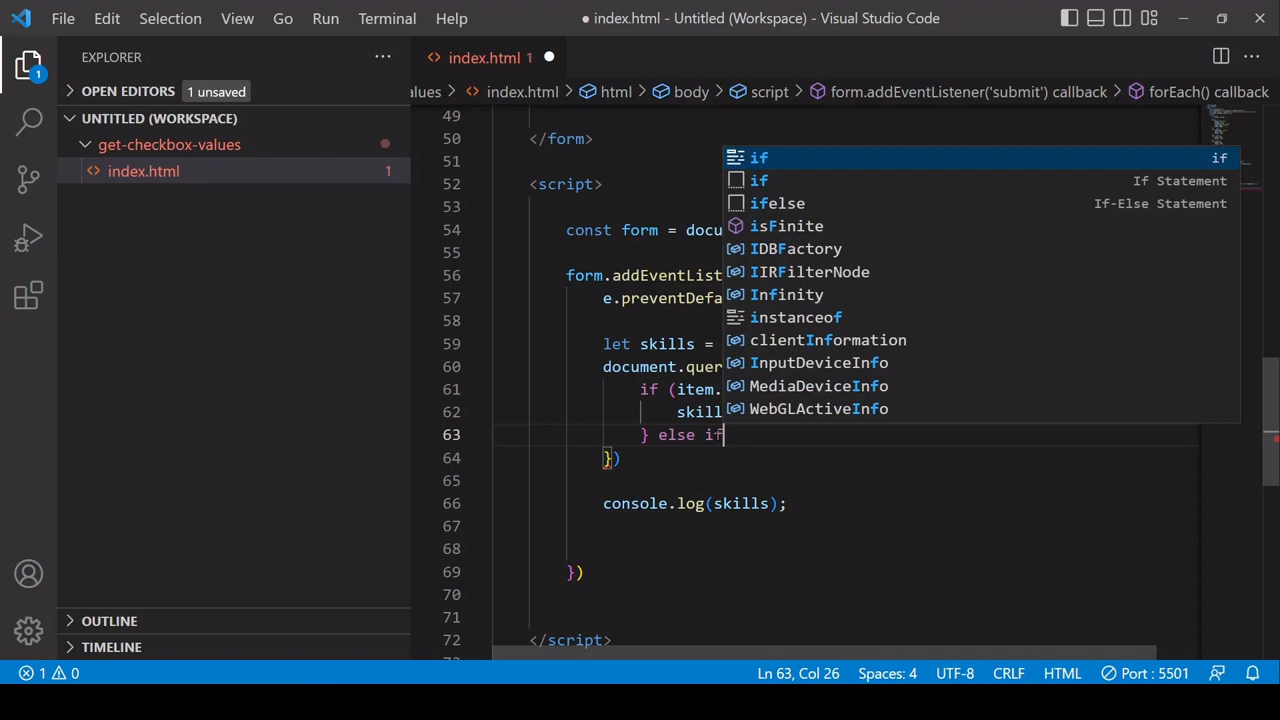 File Edit Selection View Go Run Terminal Help ● index.html - Untitled (Workspace) - Visual Studio Code
EXPLORER
index.html 1
OPEN EDITORS 1 unsaved
alues > index.html > html > body > script > form.addEventListener('submit') callback > forEach() callback
UNTITLED (WORKSPACE)
get-checkbox-values
index.html 1
1
49
50 </form>
51
52 <script>
53
54 const form = docu
55
56 form.addEventList
57 e.preventDefa
58
59 let skills =
60 document.quer
61 if (item.
62 skill
63 } else if
64 })
65
66 console.log(skills);
67
68
69 })
70
71
72 </script>
if if
if If Statement
ifelse If-Else Statement
isFinite
IDBFactory
IIRFilterNode
Infinity
instanceof
clientInformation
InputDeviceInfo
MediaDeviceInfo
WebGLActiveInfo
OUTLINE
TIMELINE
1 0 Ln 63, Col 26 Spaces: 4 UTF-8 CRLF HTML Port : 5501